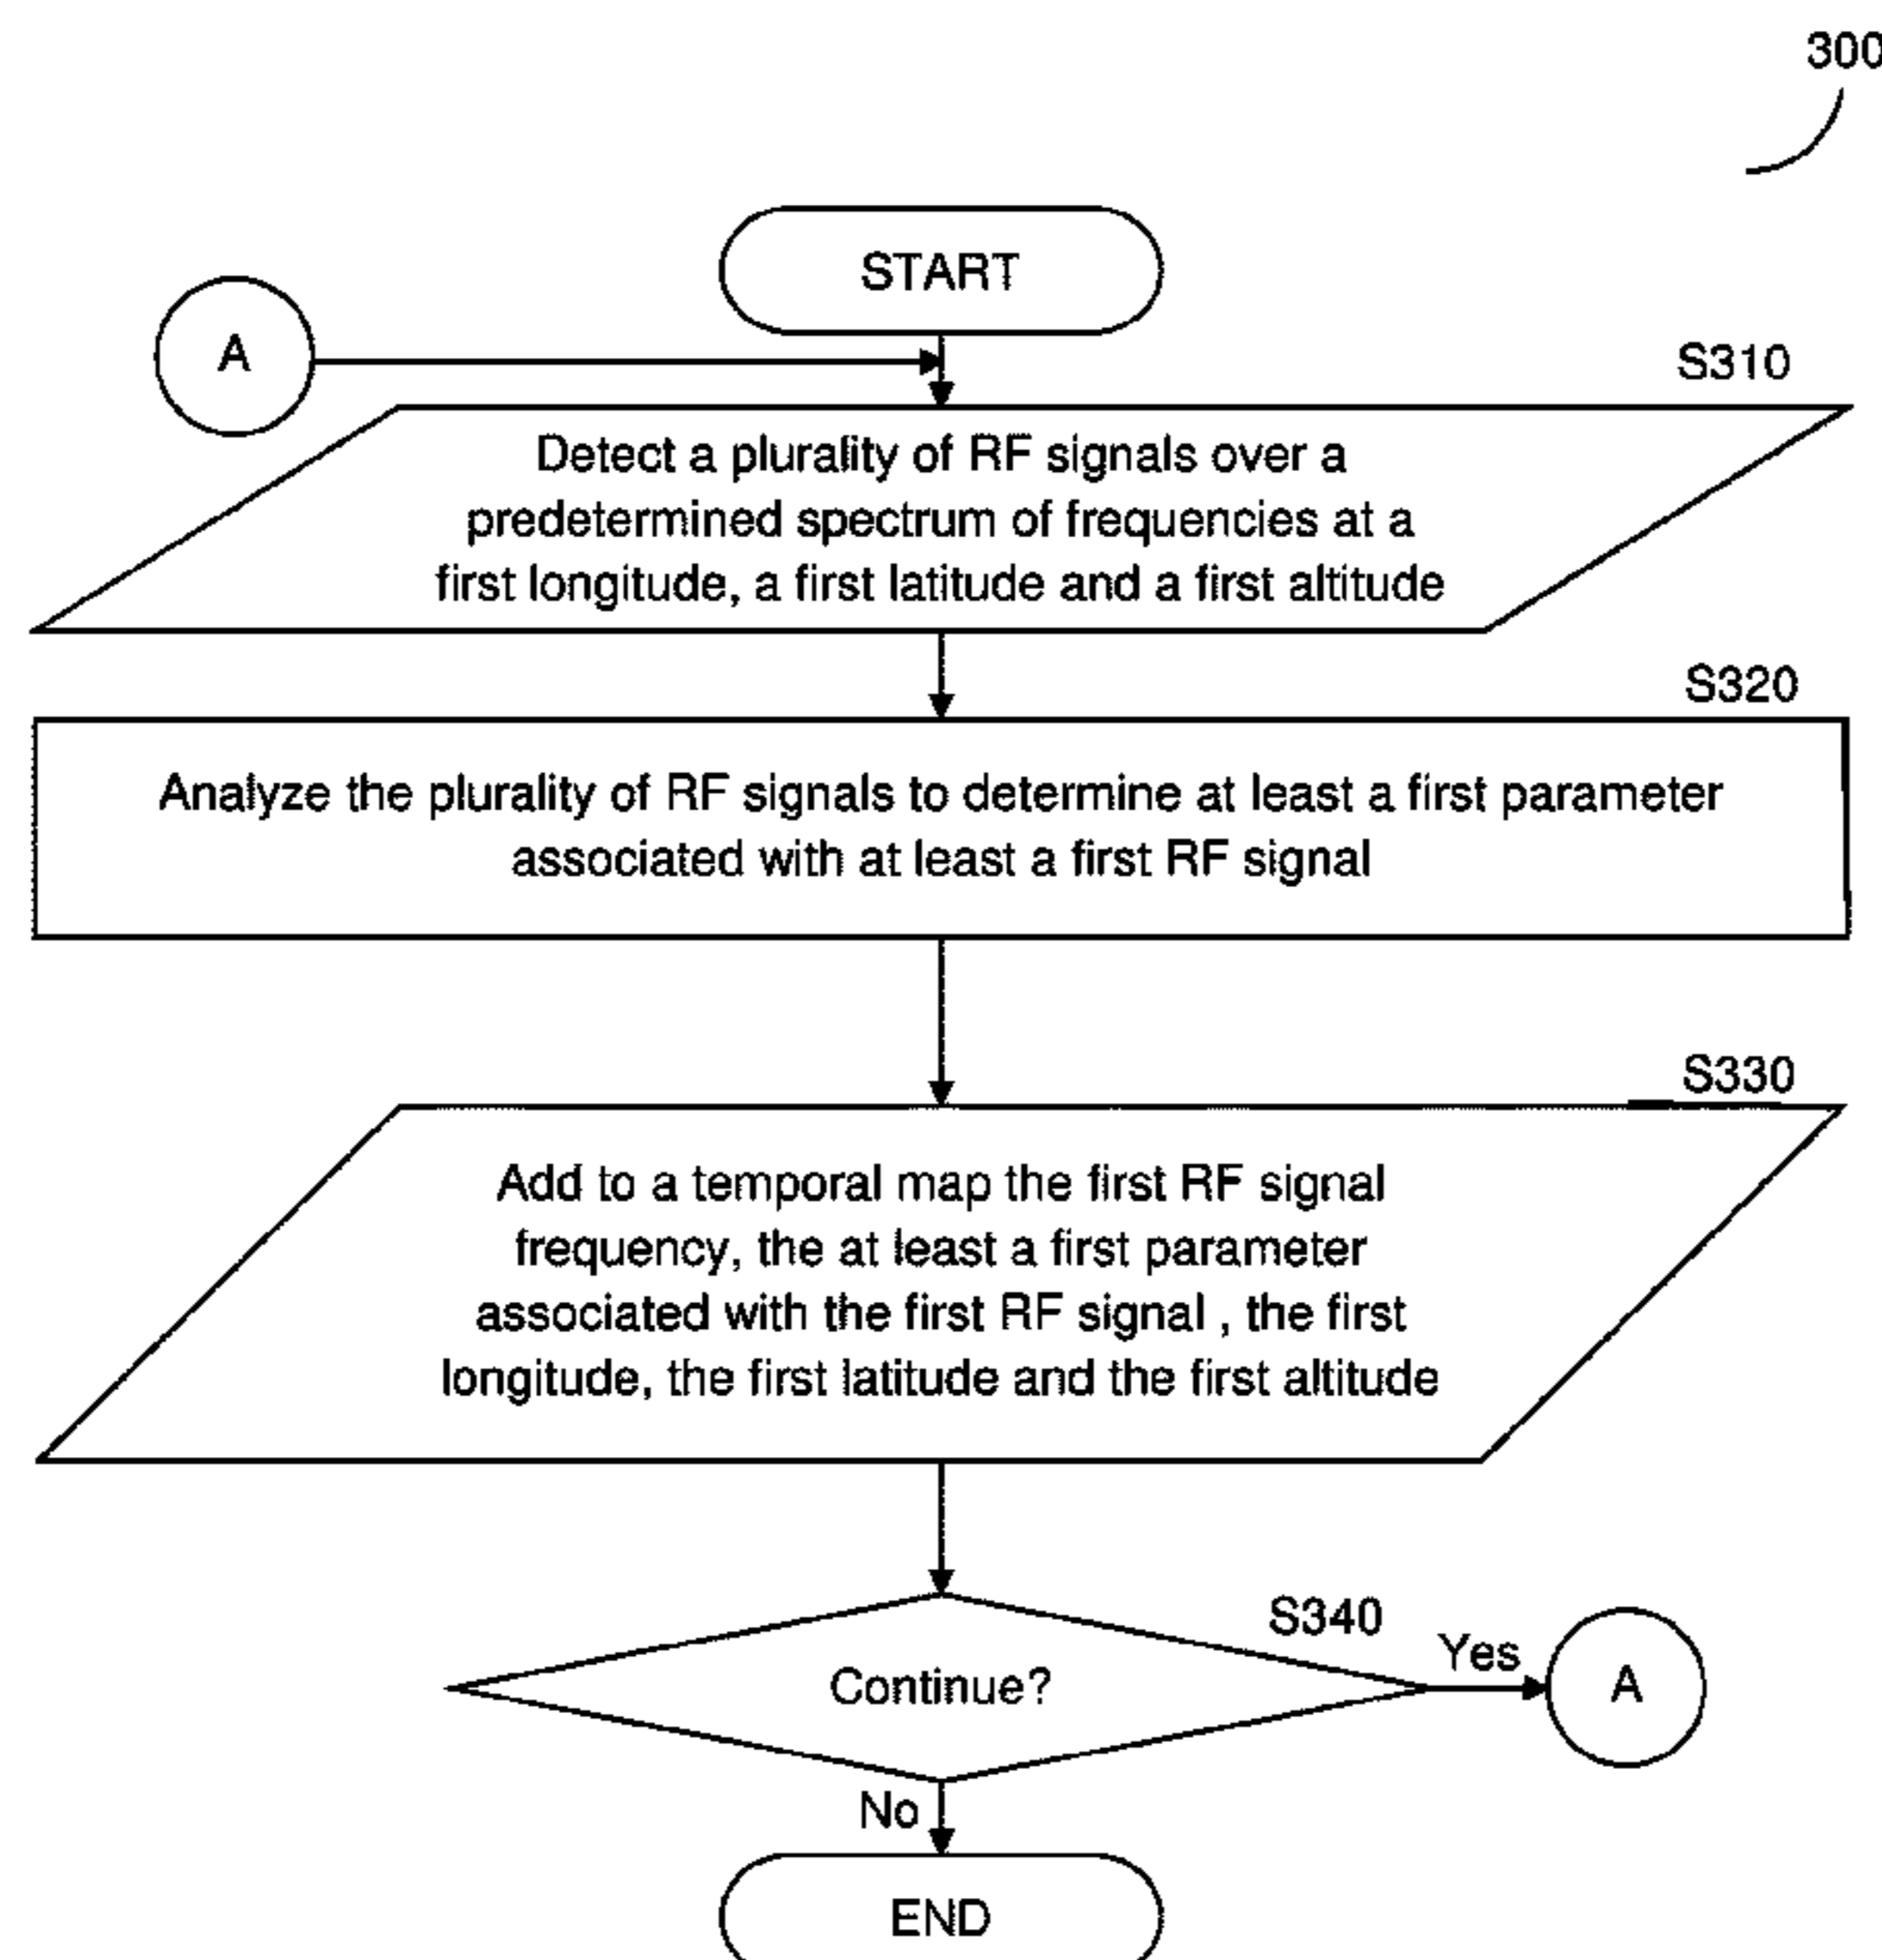 300
START
A
S310
Detect a plurality of RF signals over a
predetermined spectrum of frequencies at a
first longitude, a first latitude and a first altitude
S320
Analyze the plurality of RF signals to determine at least a first parameter
associated with at least a first RF signal
S330
Add to a temporal map the first RF signal
frequency, the at least a first parameter
associated with the first RF signal , the first
longitude, the first latitude and the first altitude
S340
Continue?
Yes
A
No
END